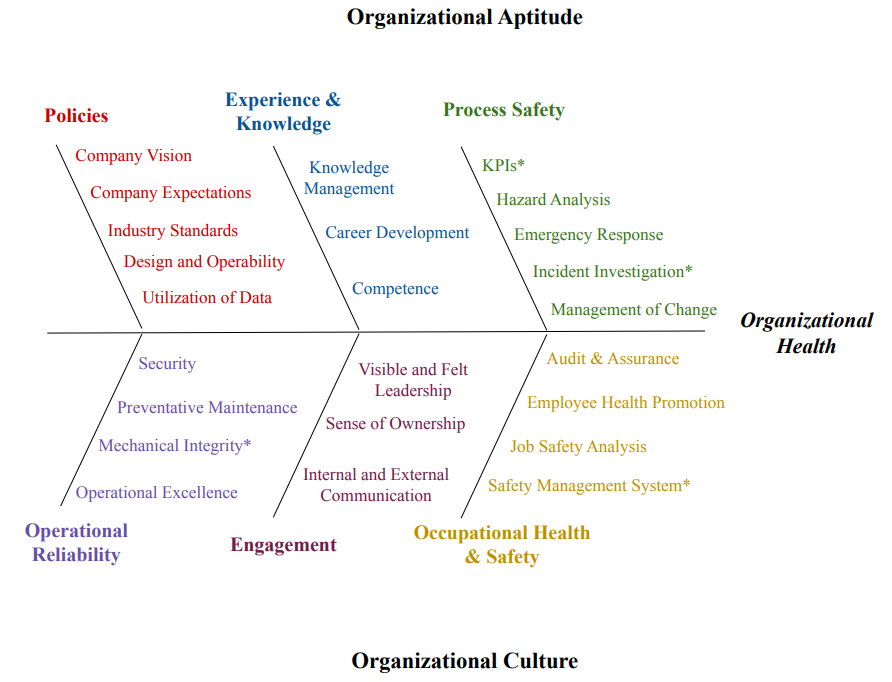 Organizational Aptitude
Policies
Company Vision
Company Expectations
Industry Standards
Design and Operability
Utilization of Data
Experience &
Knowledge
Knowledge
Management
Career Development
Competence
Process Safety
KPIs*
Hazard Analysis
Emergency Response
Incident Investigation*
Management of Change
Organizational
Health
Security
Preventative Maintenance
Mechanical Integrity*
Operational Excellence
Operational
Reliability
Visible and Felt
Leadership
Sense of Ownership
Internal and External
Communication
Engagement
Audit & Assurance
Employee Health Promotion
Job Safety Analysis
Safety Management System*
Occupational Health
& Safety
Organizational Culture